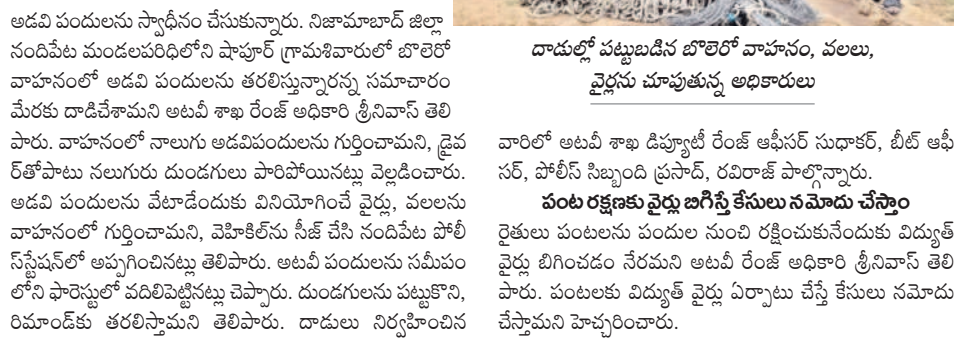 అడవి పందులను స్వాధీనం చేసుకున్నారు. నిజామాబాద్ జిల్లా
నందిపేట మండలపరిధిలోని షాపూర్ గ్రామశివారులో బొలెరో
వాహనంలో అడవి పందులను తరలిస్తున్నారన్న సమాచారం
మేరకు దాడిచేశామని అటవీ శాఖ రేంజ్ అధికారి శ్రీనివాస్ తెలి
పారు. వాహనంలో నాలుగు అడవిపందులను గుర్తించామని, డ్రైవ
ర్‌తోపాటు నలుగురు దుండగులు పారిపోయినట్లు వెల్లడించారు.
అడవి పందులను వేటాడేందుకు వినియోగించే వైర్లు, వలలను
వాహనంలో గుర్తించామని, వెహికిల్‌ను సీజ్ చేసి నందిపేట పోలీ
స్‌స్టేషన్‌లో అప్పగించినట్లు తెలిపారు. అటవీ పందులను సమీపం
లోని ఫారెస్టులో వదిలిపెట్టినట్లు చెప్పారు. దుండగులను పట్టుకొని,
రిమాండ్‌కు తరలిస్తామని తెలిపారు. దాడులు నిర్వహించిన
దాడుల్లో పట్టుబడిన బొలెరో వాహనం, వలలు,
వైర్లను చూపుతున్న అధికారులు
వారిలో అటవీ శాఖ డిప్యూటీ రేంజ్ ఆఫీసర్ సుధాకర్, బీట్ ఆఫీ
సర్, పోలీస్ సిబ్బంది ప్రసాద్, రవిరాజ్ పాల్గొన్నారు.
పంట రక్షణకు వైర్లు బిగిస్తే కేసులు నమోదు చేస్తాం
రైతులు పంటలను పందుల నుంచి రక్షించుకునేందుకు విద్యుత్
వైర్లు బిగించడం నేరమని అటవీ రేంజ్ అధికారి శ్రీనివాస్ తెలి
పారు. పంటలకు విద్యుత్ వైర్లు ఏర్పాటు చేస్తే కేసులు నమోదు
చేస్తామని హెచ్చరించారు.